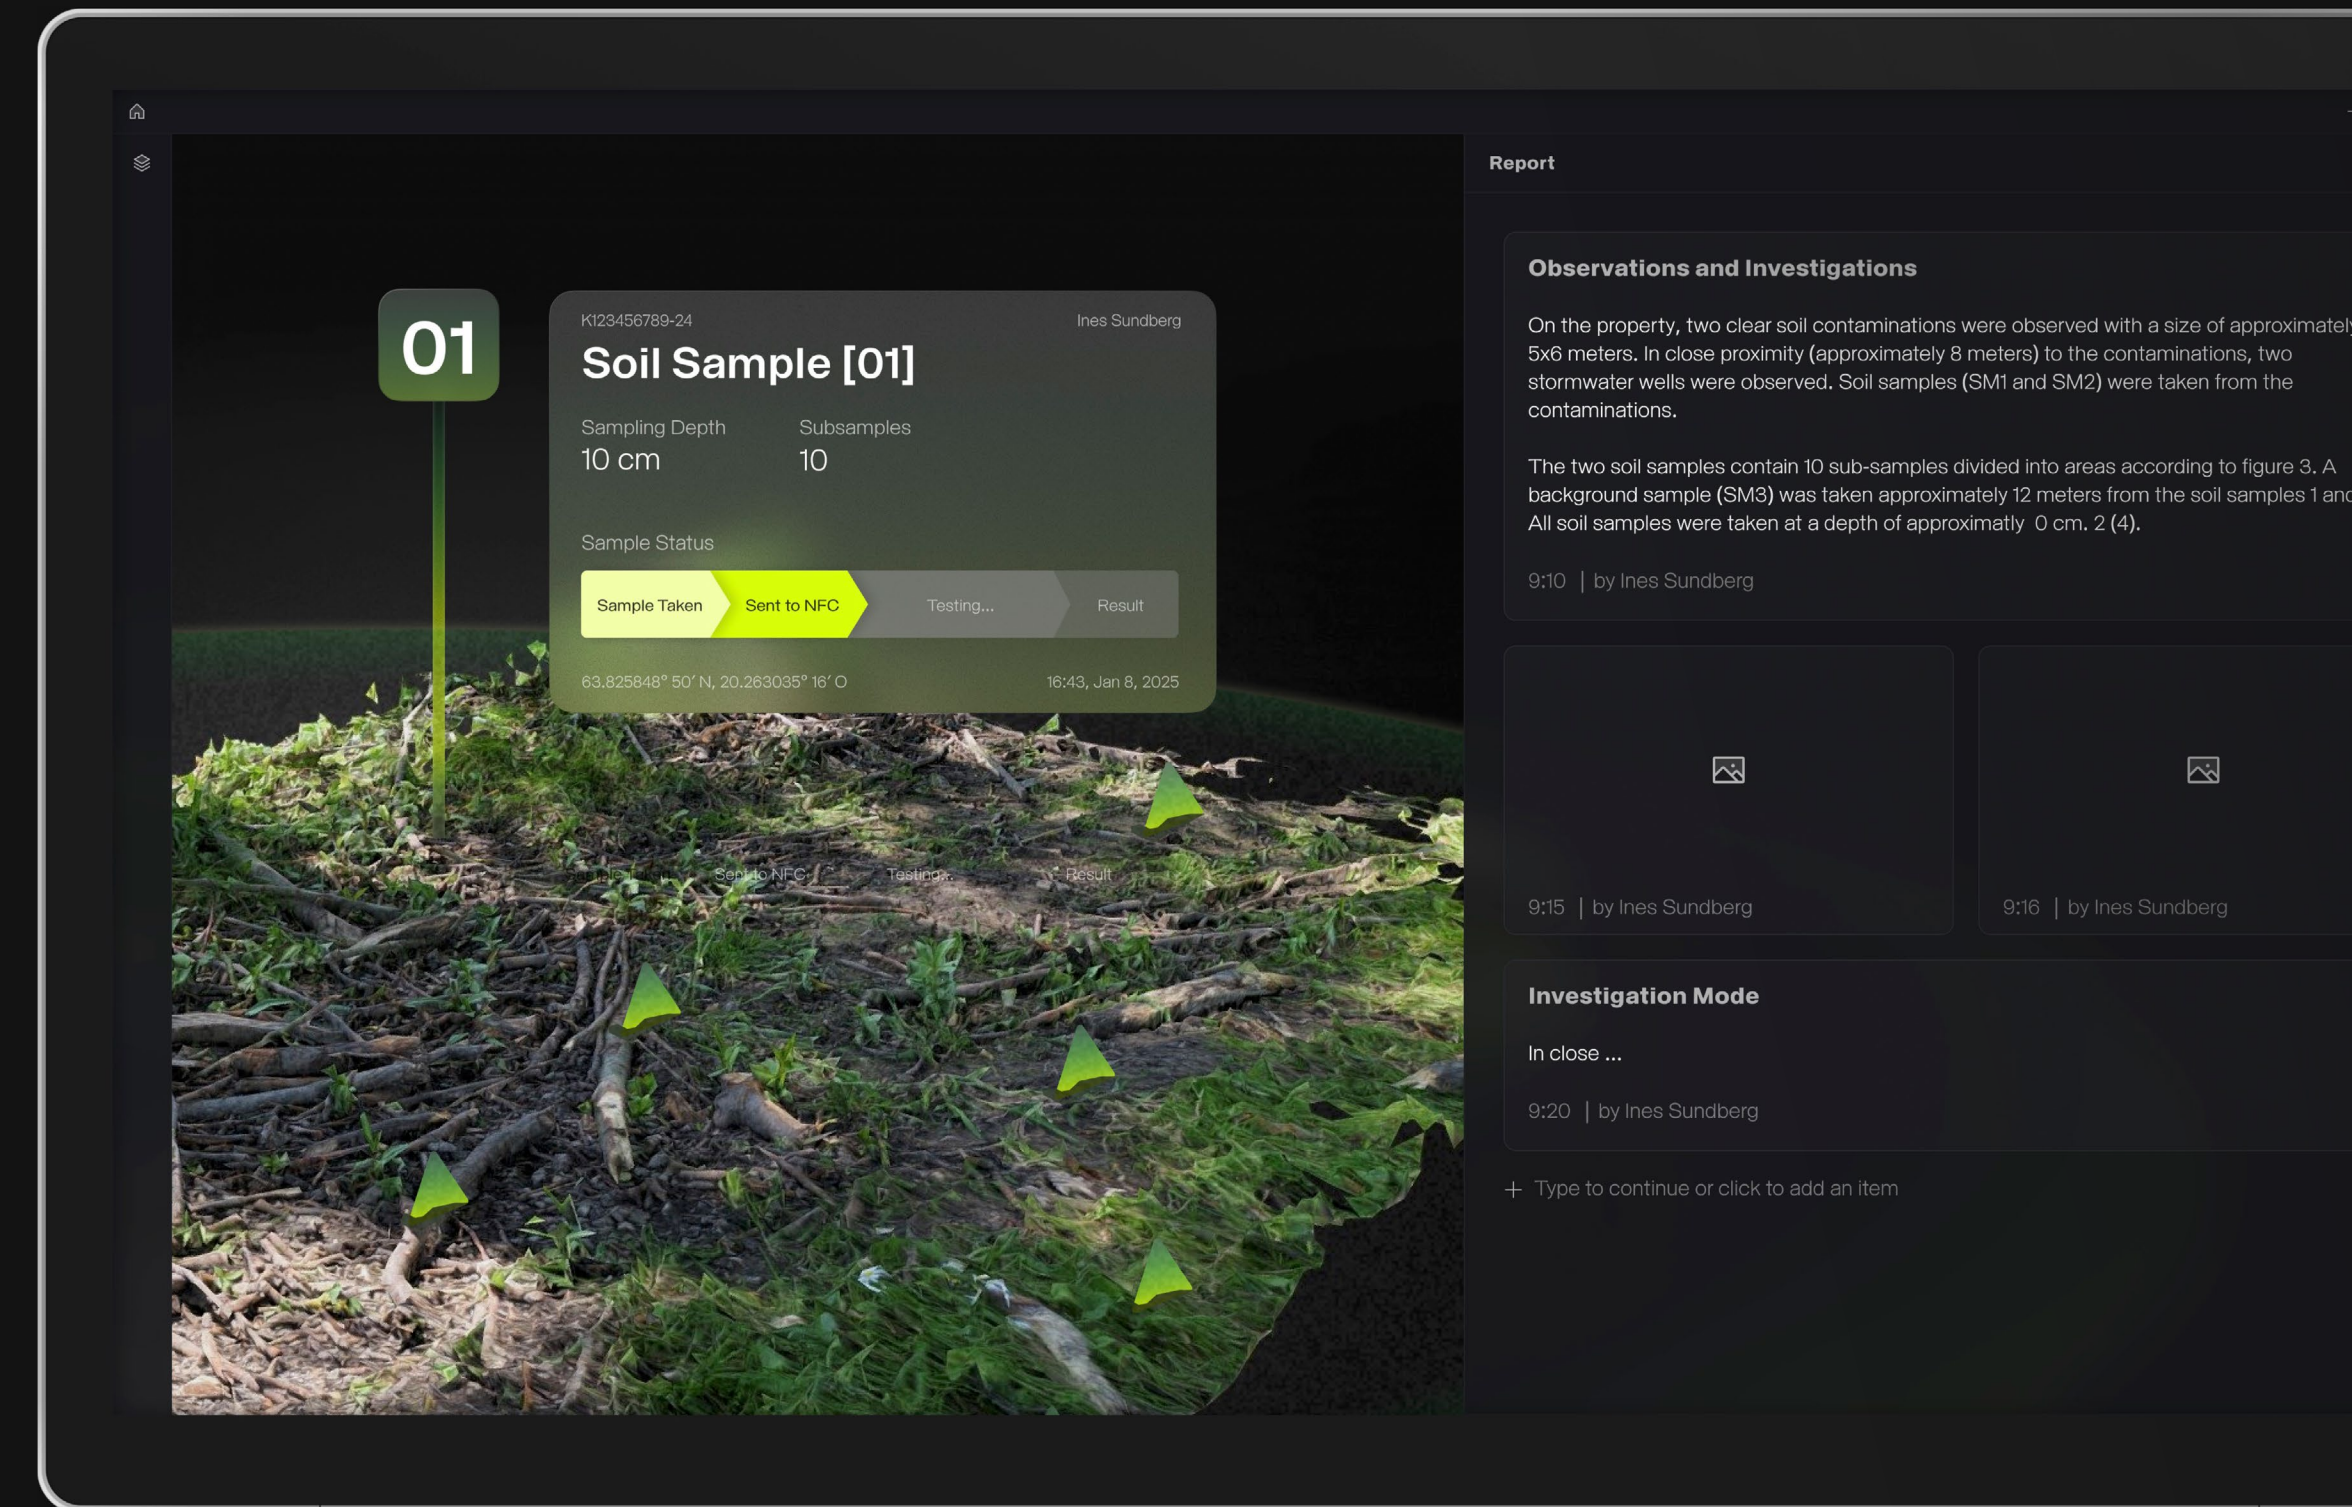 Report
01
K123456789-24
Ines Sundberg
Soil Sample [01]
Sampling Depth
Subsamples
10 cm
10
Sample Status
Sample Taken
Sent to NFC
Testing...
Result
63.825848° 50′ N, 20.263035° 16′ O
16:43, Jan 8, 2025
Sent to NFC
Testing...
Result
Observations and Investigations
On the property, two clear soil contaminations were observed with a size of approximately
5x6 meters. In close proximity (approximately 8 meters) to the contaminations, two
stormwater wells were observed. Soil samples (SM1 and SM2) were taken from the
contaminations.
The two soil samples contain 10 sub-samples divided into areas according to figure 3. A
background sample (SM3) was taken approximately 12 meters from the soil samples 1 and
All soil samples were taken at a depth of approximatly 0 cm. 2 (4).
9:10 | by Ines Sundberg
9:15 | by Ines Sundberg
9:16 | by Ines Sundberg
Investigation Mode
In close ...
9:20 | by Ines Sundberg
+ Type to continue or click to add an item